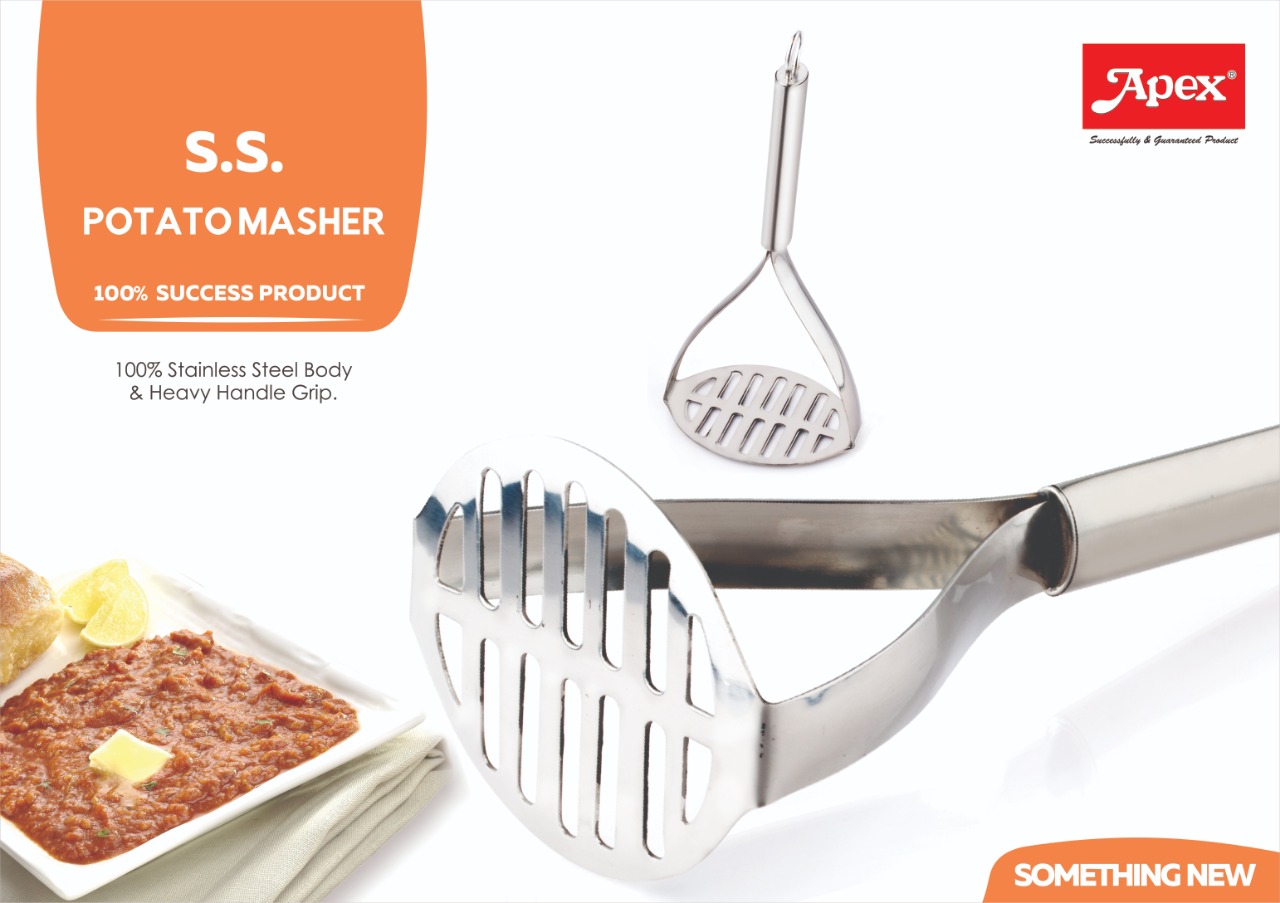 S.S.
POTATO MASHER
100% SUCCESS PRODUCT
100% Stainless Steel Body
& Heavy Handle Grip.
Apex®
Successfully & Guaranteed Product
SOMETHING NEW